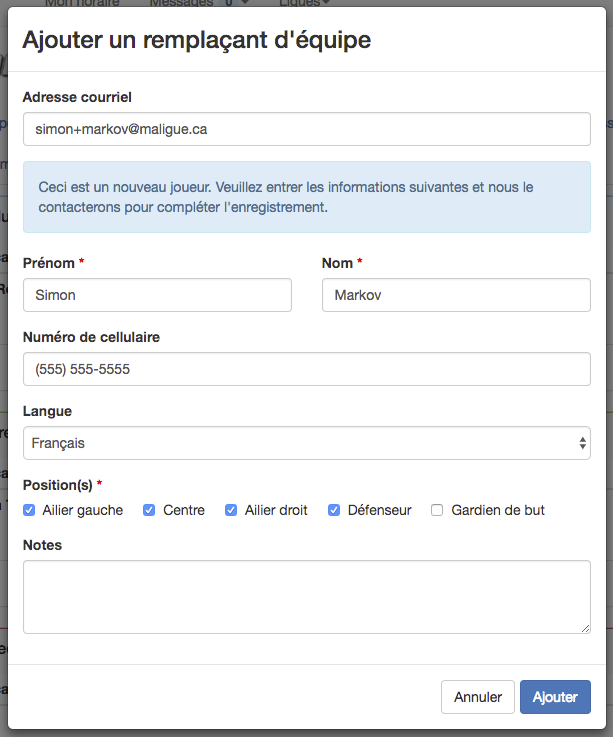 Mon horaire Messages 0 Ligues
Ajouter un remplaçant d'équipe
Adresse courriel
simon+markov@maligue.ca
Ceci est un nouveau joueur. Veuillez entrer les informations suivantes et nous le
contacterons pour compléter l'enregistrement.
Prénom * Nom *
Simon Markov
Numéro de cellulaire
(555) 555-5555
Langue
Français
Position(s) *
Ailier gauche Centre Ailier droit Défenseur Gardien de but
Notes
Annuler Ajouter